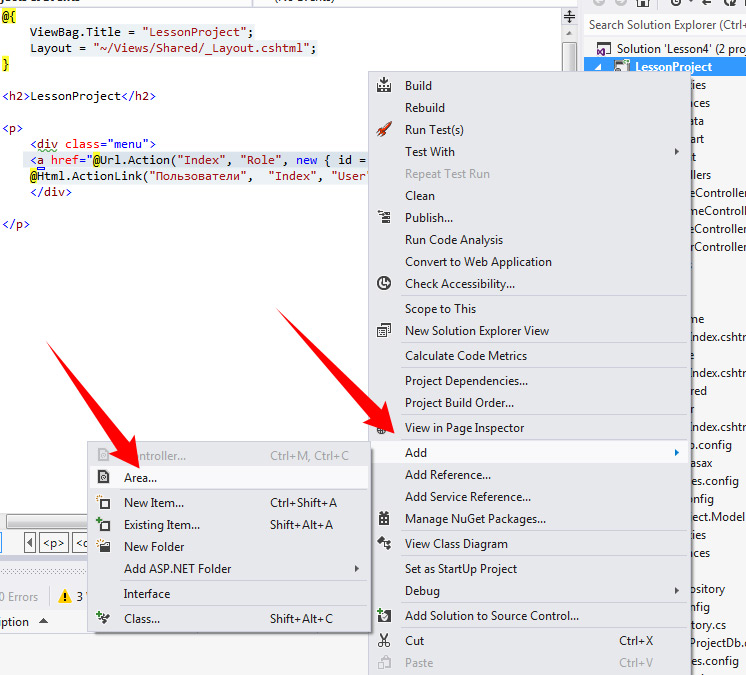 @{
ViewBag.Title = "LessonProject";
Layout = "~/Views/Shared/_Layout.cshtml";
}
<h2>LessonProject</h2>
<p>
<div class="menu">
<a href="@Url.Action("Index", "Role", new { id =
@Html.ActionLink("Пользователи", "Index", "User"
</div>
</p>
Search Solution Explorer (Ctrl+
Solution 'Lesson4' (2 proj
LessonProject
Build
Rebuild
Run Test(s)
Test With
Repeat Test Run
Clean
Publish...
Run Code Analysis
Convert to Web Application
Check Accessibility...
Scope to This
New Solution Explorer View
Calculate Code Metrics
Project Dependencies...
Project Build Order...
View in Page Inspector
Add
Add Reference...
Add Service Reference...
Manage NuGet Packages...
View Class Diagram
Set as StartUp Project
Debug
Add Solution to Source Control...
Cut Ctrl+X
Paste Ctrl+V
ntroller... Ctrl+M, Ctrl+C
Area...
New Item... Ctrl+Shift+A
Existing Item... Shift+Alt+A
New Folder
Add ASP.NET Folder
Interface
Class... Shift+Alt+C
<p>
0 Errors
3
iption